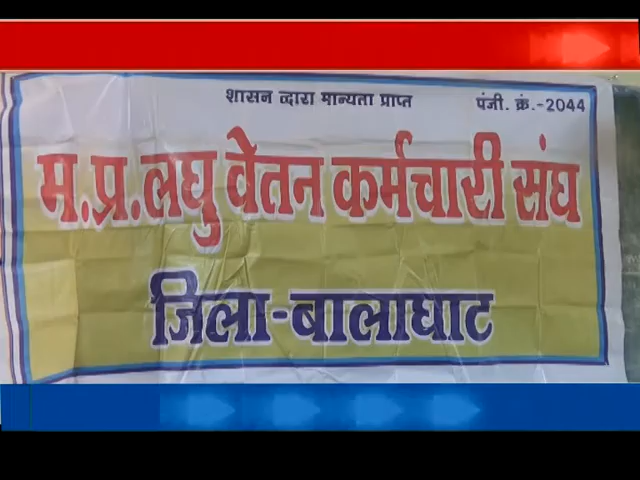 शासन व्दारा मान्यता प्राप्त पंजी. क्रं.-2044
म.प्र.लघु वेतन कर्मचारी संघ
जिला-बालाघाट